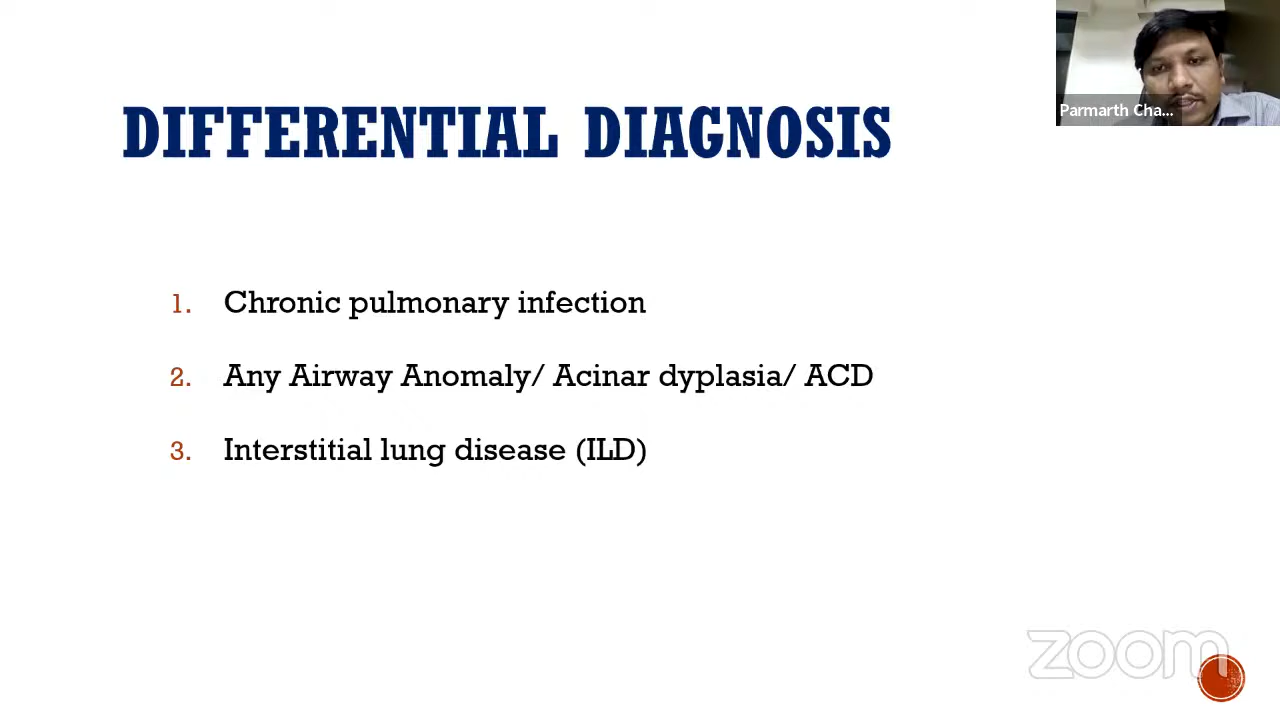 Parmarth Cha...
DIFFERENTIAL DIAGNOSIS
1. Chronic pulmonary infection
2. Any Airway Anomaly/ Acinar dyplasia/ ACD
3. Interstitial lung disease (ILD)
zoom